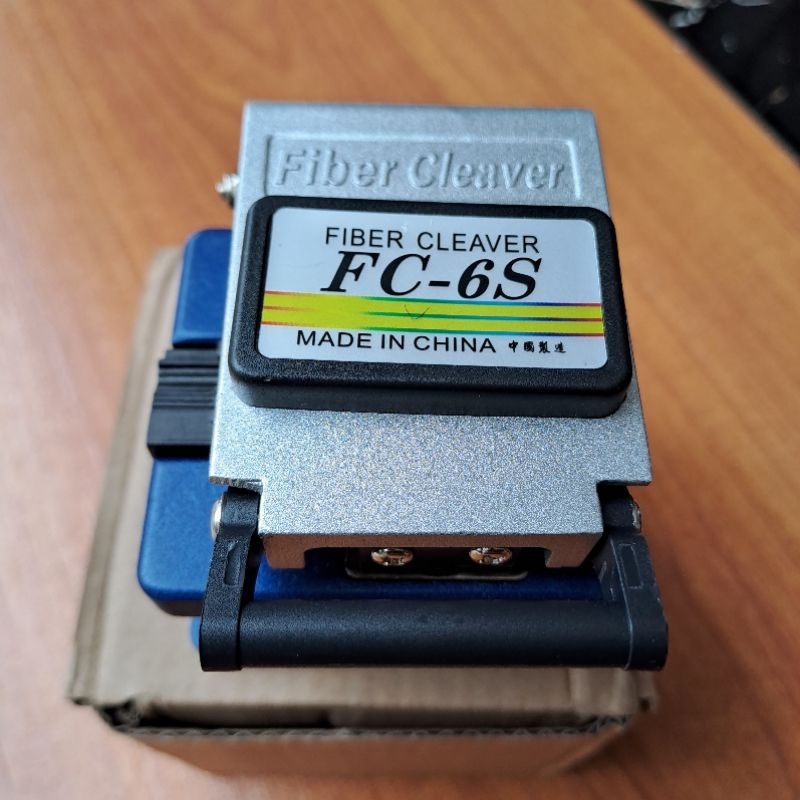 Fiber Cleaver
FIBER CLEAVER
FC-6S
MADE IN CHINA 中國製造